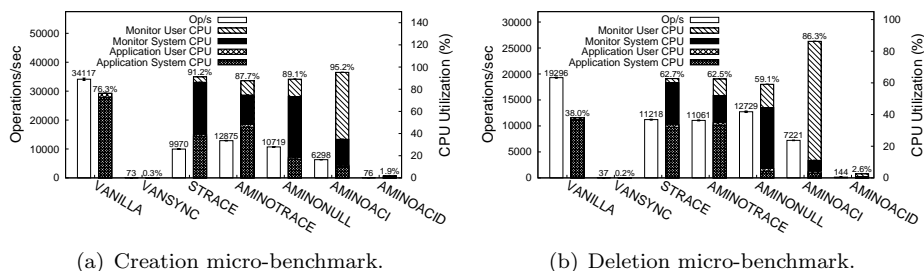 Op/s
Monitor User CPU
Monitor System CPU
Application User CPU
Application System CPU
Operations/sec
50000
40000
30000
20000
10000
0
140
120
100
80
60
40
20
0
CPU Utilization (%)
34117
76.3%
73
0.3%
9970
91.2%
12875
87.7%
10719
89.1%
6298
95.2%
76
1.9%
VANILLA
VANSYNC
STRACE
AMINOTRACE
AMINONULL
AMINOACI
AMINOACID
(a) Creation micro-benchmark.
Op/s
Monitor User CPU
Monitor System CPU
Application User CPU
Application System CPU
Operations/sec
30000
25000
20000
15000
10000
5000
0
100
80
60
40
20
0
CPU Utilization (%)
19296
38.0%
37
0.2%
11218
62.7%
11061
62.5%
12729
59.1%
7221
86.3%
144
2.6%
VANILLA
VANSYNC
STRACE
AMINOTRACE
AMINONULL
AMINOACI
AMINOACID
(b) Deletion micro-benchmark.